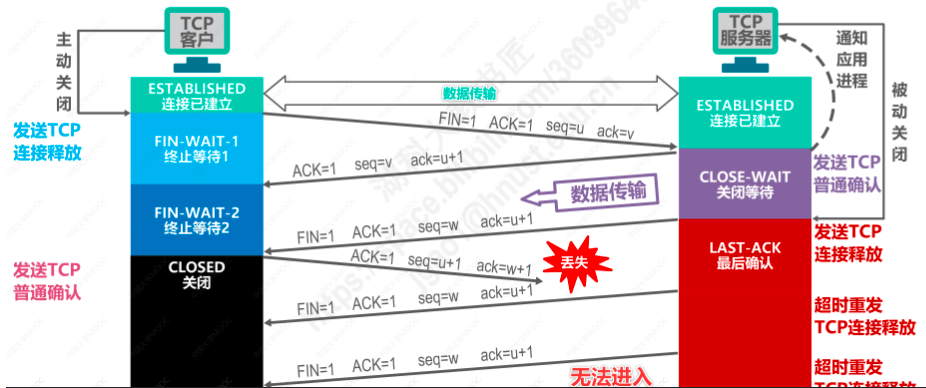 TCP
客户
TCP
服务器
主动关闭
通知
应用
进程
被动关闭
ESTABLISHED
连接已建立
数据传输
ESTABLISHED
连接已建立
发送TCP
连接释放
FIN=1 ACK=1 seq=u ack=v
FIN-WAIT-1
终止等待1
ACK=1 seq=v ack=u+1
CLOSE-WAIT
关闭等待
发送TCP
普通确认
数据传输
FIN-WAIT-2
终止等待2
FIN=1 ACK=1 seq=w ack=u+1
发送TCP
连接释放
LAST-ACK
最后确认
发送TCP
普通确认
CLOSED
关闭
ACK=1 seq=u+1 ack=w+1
丢失
FIN=1 ACK=1 seq=w ack=u+1
超时重发
TCP连接释放
FIN=1 ACK=1 seq=w ack=u+1
无法进入
超时重发
TCP连接释放